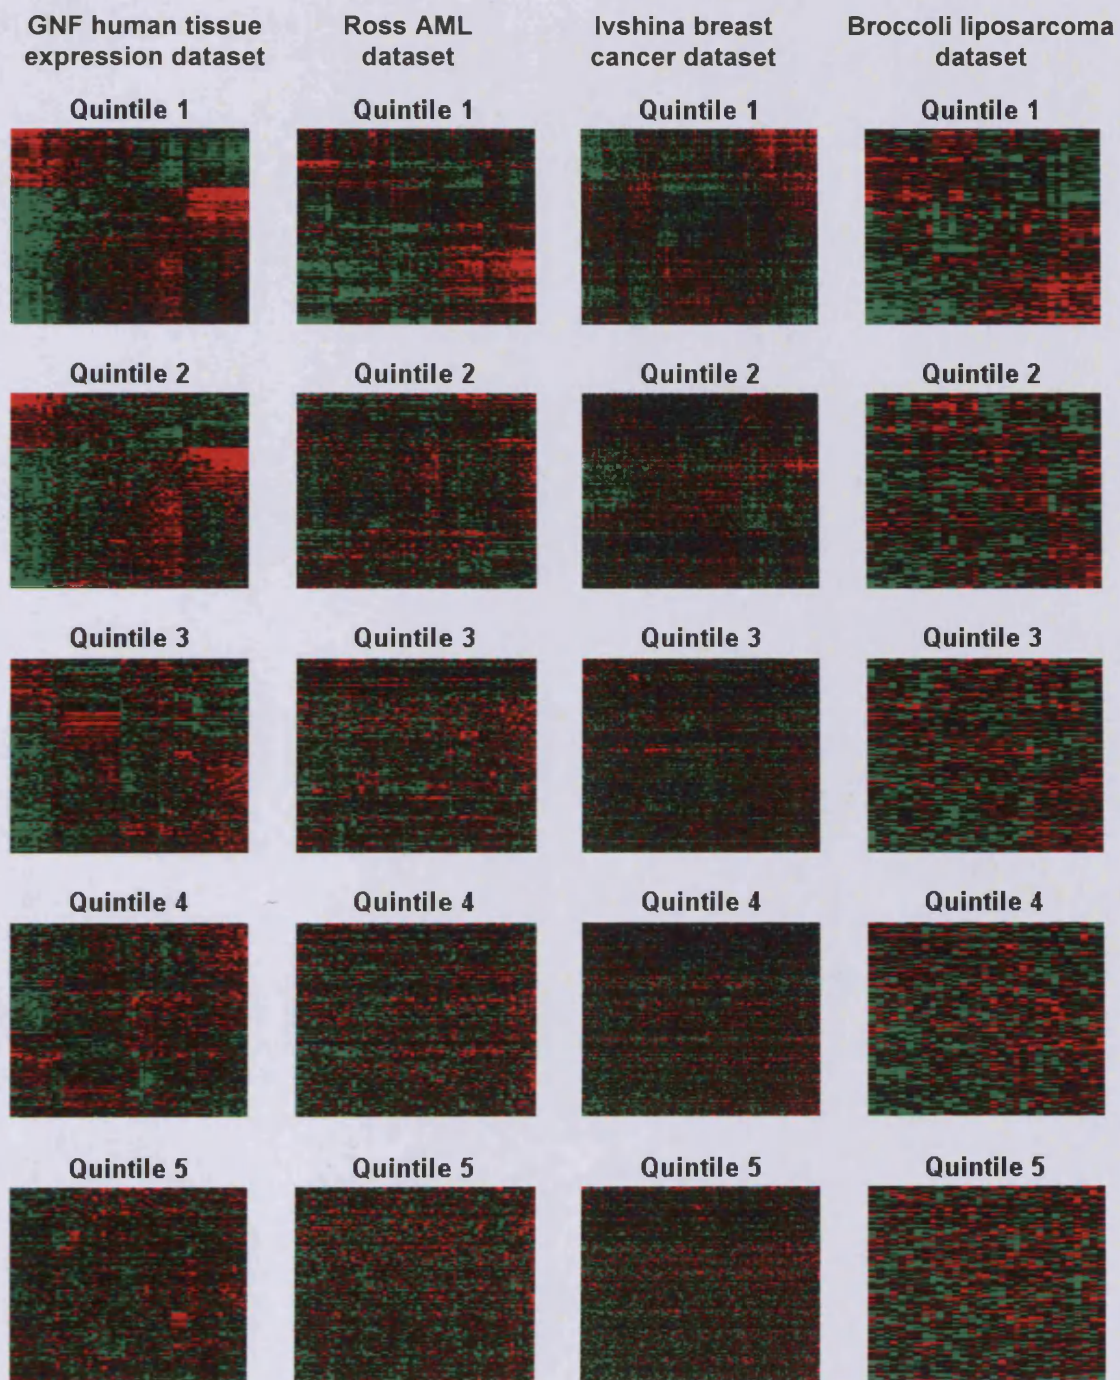 GNF human tissue
expression dataset
Ross AML
dataset
Ivshina breast
cancer dataset
Broccoli liposarcoma
dataset
Quintile 1
Quintile 1
Quintile 1
Quintile 1
Quintile 2
Quintile 2
Quintile 2
Quintile 2
Quintile 3
Quintile 3
Quintile 3
Quintile 3
Quintile 4
Quintile 4
Quintile 4
Quintile 4
Quintile 5
Quintile 5
Quintile 5
Quintile 5